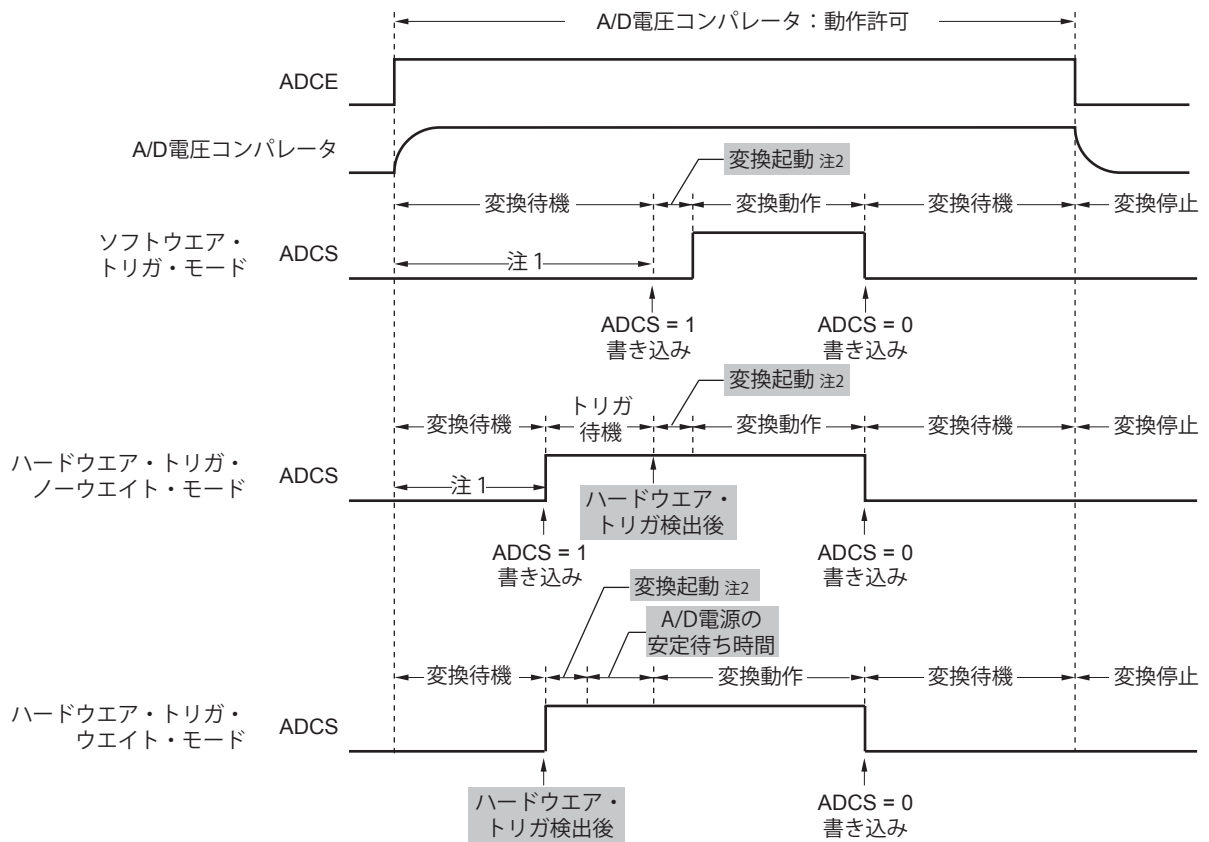 A/D電圧コンパレータ：動作許可
ADCE
A/D電圧コンパレータ
変換起動 注2
変換待機
変換動作
変換待機
変換停止
ソフトウエア・
トリガ・モード
ADCS
注1
ADCS = 1
書き込み
ADCS = 0
書き込み
変換起動 注2
変換待機
トリガ
待機
変換動作
変換待機
変換停止
ハードウエア・トリガ・
ノーウエイト・モード
ADCS
注1
ハードウエア・
トリガ検出後
ADCS = 1
書き込み
ADCS = 0
書き込み
変換起動 注2
A/D電源の
安定待ち時間
変換待機
変換動作
変換待機
変換停止
ハードウエア・トリガ・
ウエイト・モード
ADCS
ハードウエア・
トリガ検出後
ADCS = 0
書き込み